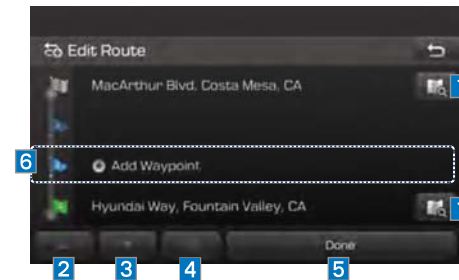 Edit Route
MacArthur Blvd, Costa Mesa, CA
6
Add Waypoint
Hyundai Way, Fountain Valley, CA
Done
2
3
4
5